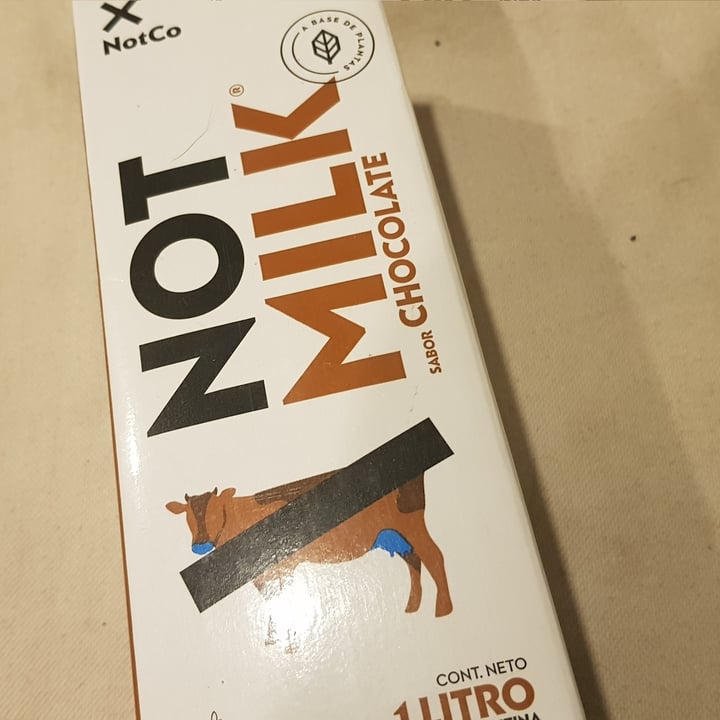 NotCo
A BASE DE PLANTAS
NOT
MILK®
SABOR CHOCOLATE
CONT. NETO
1 LITRO